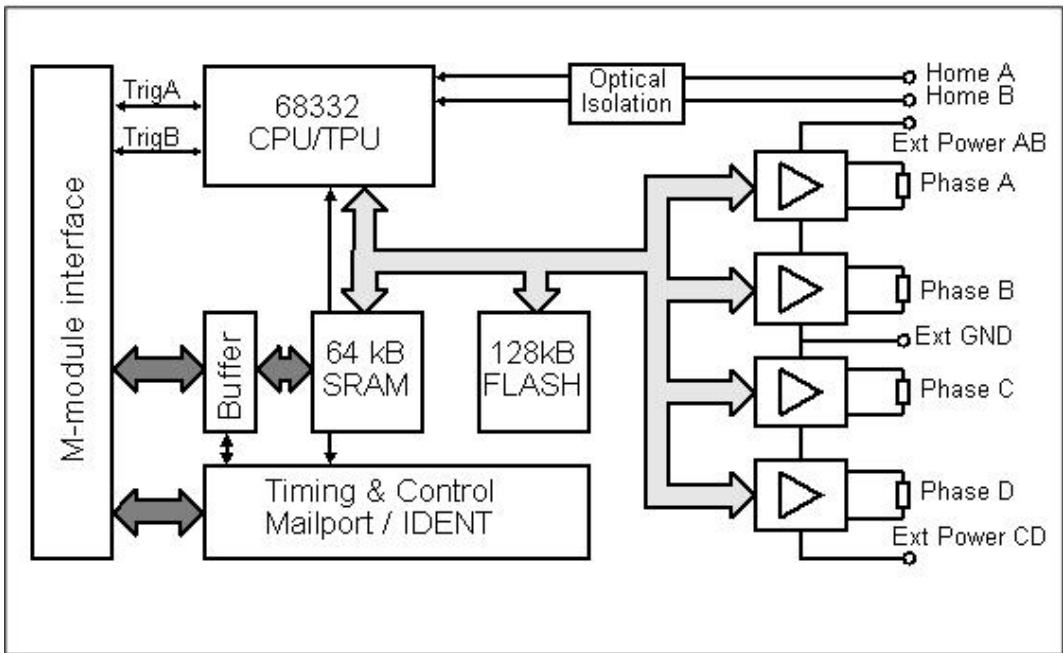 M-module interface
TrigA
TrigB
68332
CPU/TPU
Optical
Isolation
Home A
Home B
Ext Power AB
Phase A
Phase B
Ext GND
Phase C
Phase D
Ext Power CD
Buffer
64 kB
SRAM
128kB
FLASH
Timing & Control
Mailport / IDENT